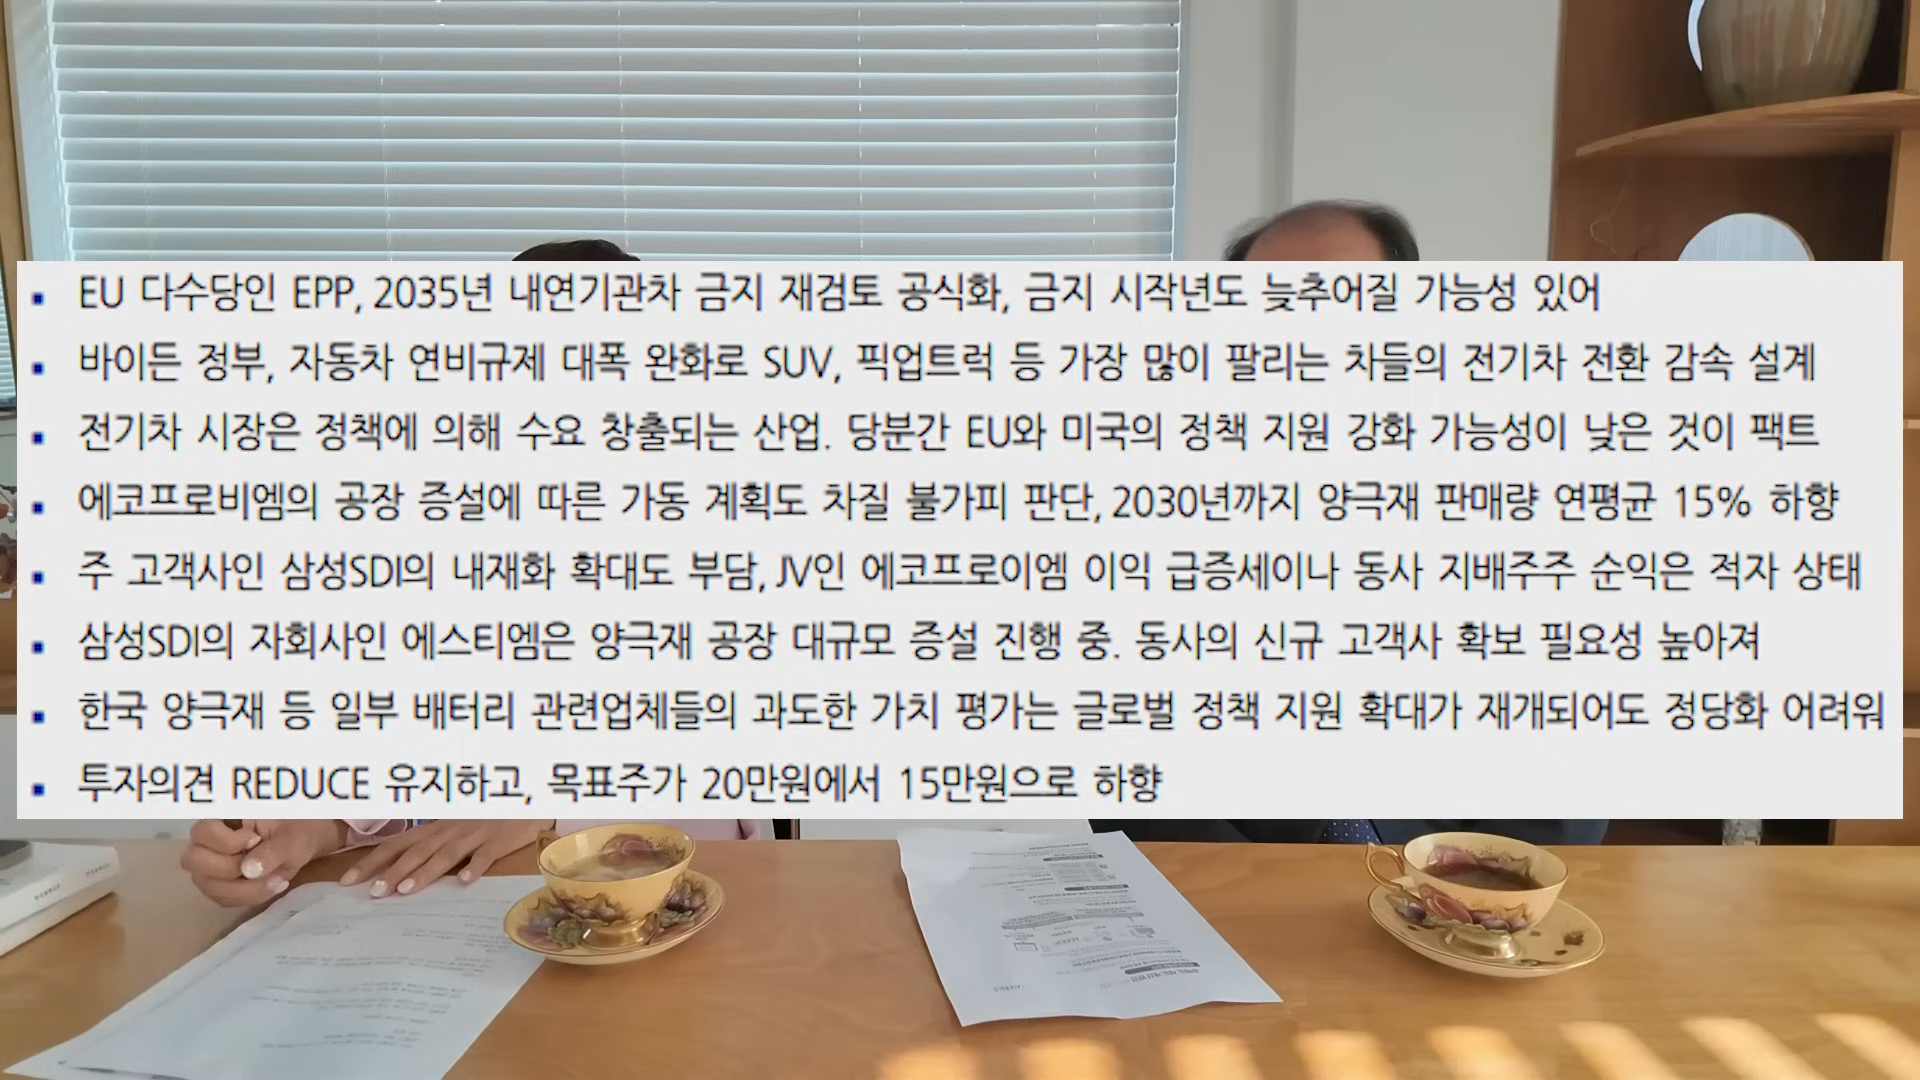 EU 다수당인 EPP, 2035년 내연기관차 금지 재검토 공식화, 금지 시작년도 늦추어질 가능성 있어
바이든 정부, 자동차 연비규제 대폭 완화로 SUV, 픽업트럭 등 가장 많이 팔리는 차들의 전기차 전환 감속 설계
전기차 시장은 정책에 의해 수요 창출되는 산업. 당분간 EU와 미국의 정책 지원 강화 가능성이 낮은 것이 팩트
에코프로비엠의 공장 증설에 따른 가동 계획도 차질 불가피 판단, 2030년까지 양극재 판매량 연평균 15% 하향
주 고객사인 삼성SDI의 내재화 확대도 부담, JV인 에코프로이엠 이익 급증세이나 동사 지배주주 순익은 적자 상태
삼성SDI의 자회사인 에스티엠은 양극재 공장 대규모 증설 진행 중. 동사의 신규 고객사 확보 필요성 높아져
한국 양극재 등 일부 배터리 관련업체들의 과도한 가치 평가는 글로벌 정책 지원 확대가 재개되어도 정당화 어려워
투자의견 REDUCE 유지하고, 목표주가 20만원에서 15만원으로 하향